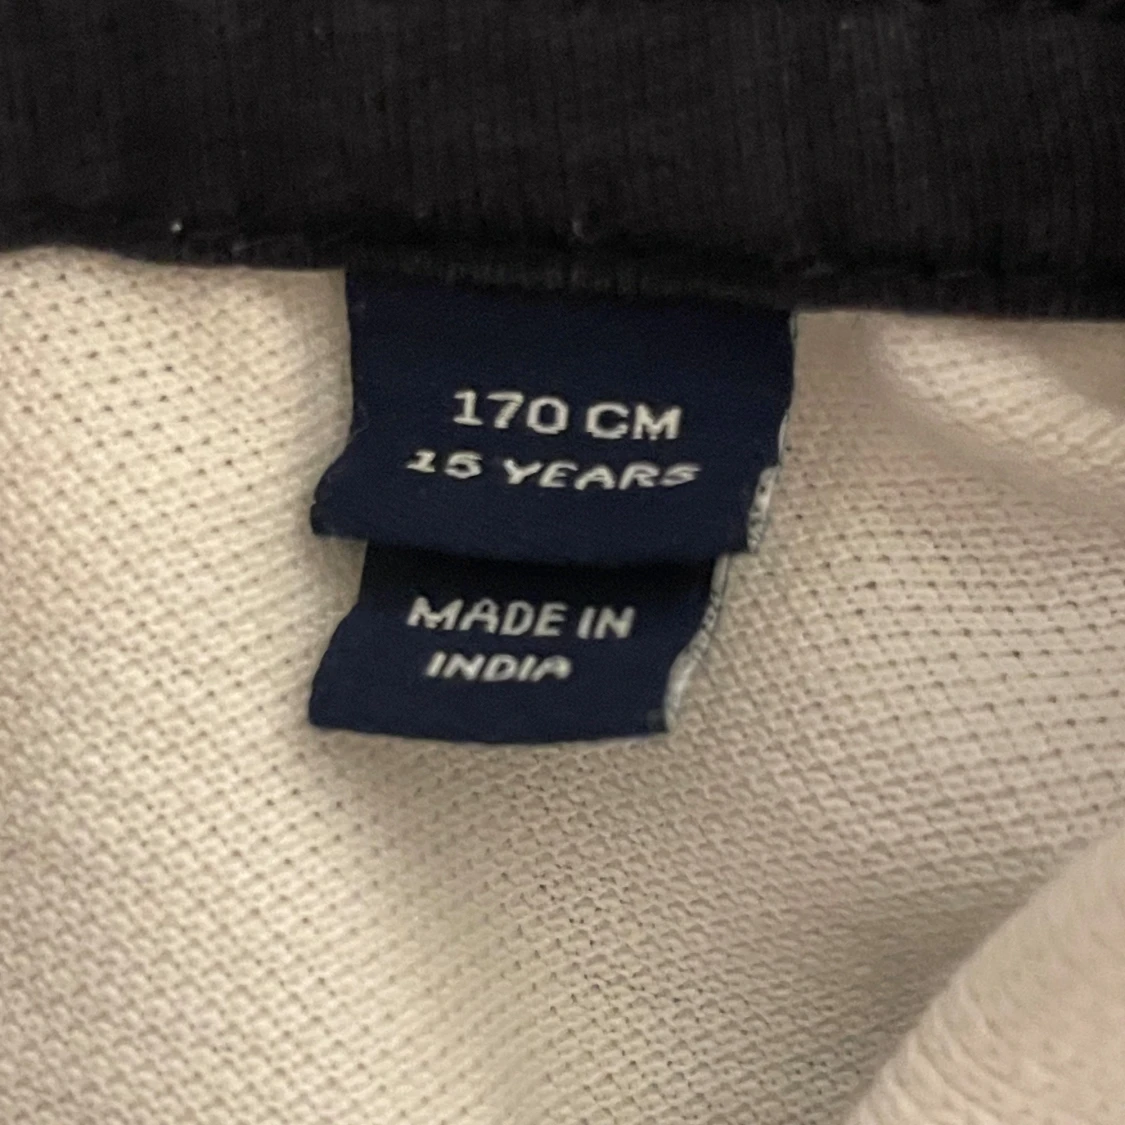 170 CM
15 YEARS
MADE IN
INDIA